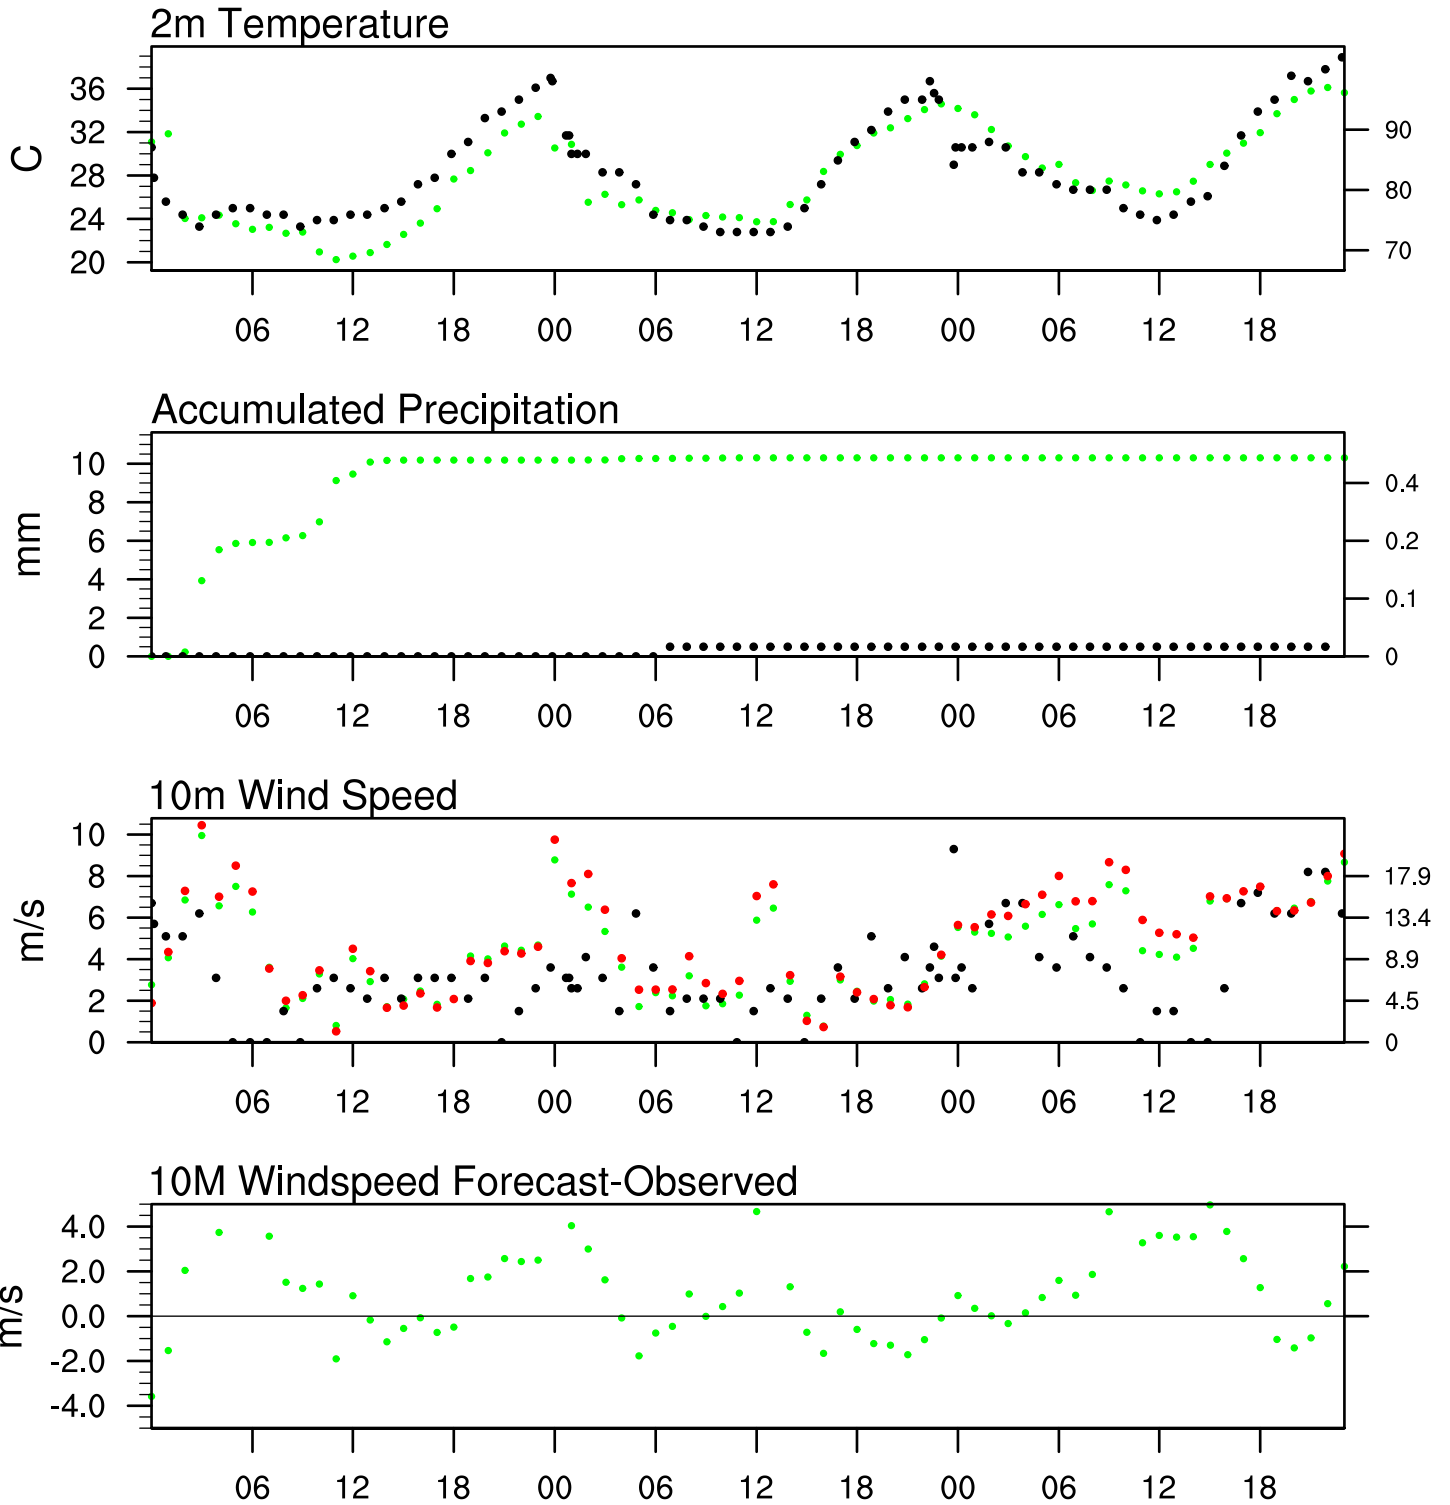 2m Temperature
C
36
32
28
24
20
90
80
70
06 12 18 00 06 12 18 00 06 12 18
Accumulated Precipitation
mm
10
8
6
4
2
0
0.4
0.2
0.1
0
06 12 18 00 06 12 18 00 06 12 18
10m Wind Speed
m/s
10
8
6
4
2
0
17.9
13.4
8.9
4.5
0
06 12 18 00 06 12 18 00 06 12 18
10M Windspeed Forecast-Observed
m/s
4.0
2.0
0.0
-2.0
-4.0
06 12 18 00 06 12 18 00 06 12 18